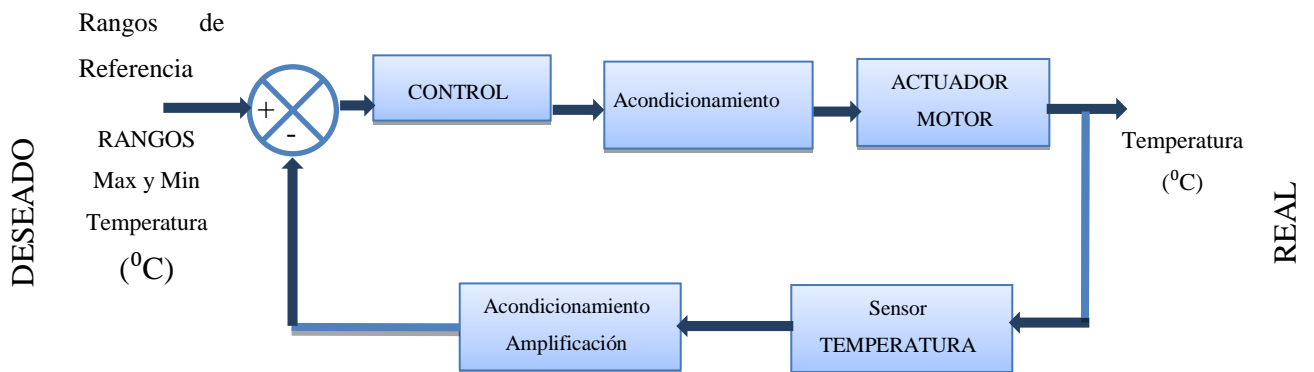 Rangos de
Referencia
RANGOS
Max y Min
Temperatura
(⁰C)
DESEADO
+
-
CONTROL
Acondicionamiento
ACTUADOR
MOTOR
Temperatura
(⁰C)
REAL
Acondicionamiento
Amplificación
Sensor
TEMPERATURA